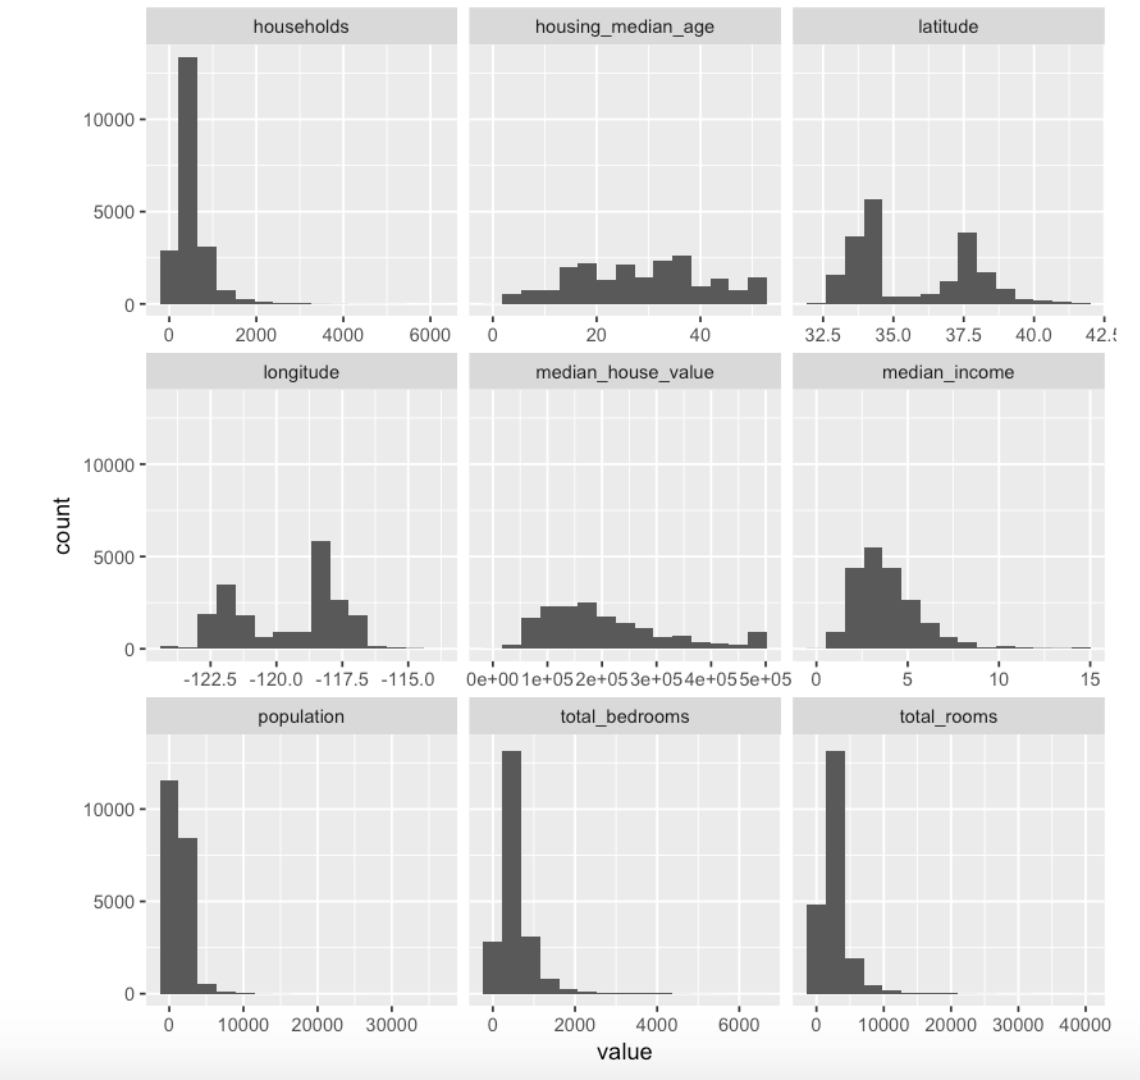 households housing_median_age latitude
10000
5000
0
0 2000 4000 6000 0 20 40 32.5 35.0 37.5 40.0 42.5
longitude median_house_value median_income
10000
count
5000
0
-122.5 -120.0 -117.5 -115.0 0e+00 1e+05 2e+05 3e+05 4e+05 5e+05 0 5 10 15
population total_bedrooms total_rooms
10000
5000
0
0 10000 20000 30000 0 2000 4000 6000 0 10000 20000 30000 40000
value